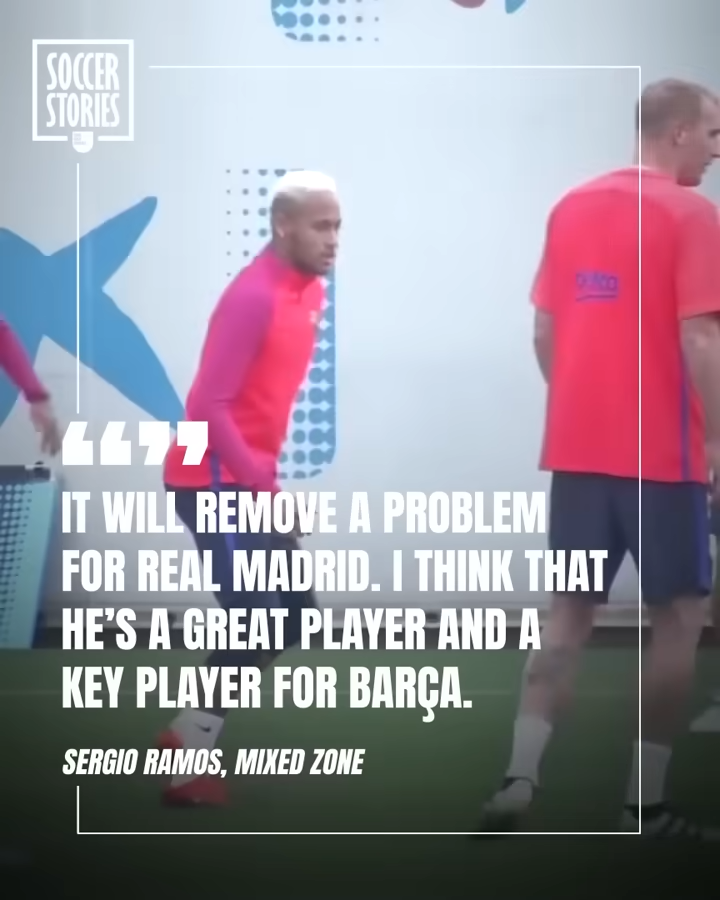 SOCCER
STORIES
IT WILL REMOVE A PROBLEM
FOR REAL MADRID. I THINK THAT
HE'S A GREAT PLAYER AND A
KEY PLAYER FOR BARÇA.
SERGIO RAMOS, MIXED ZONE